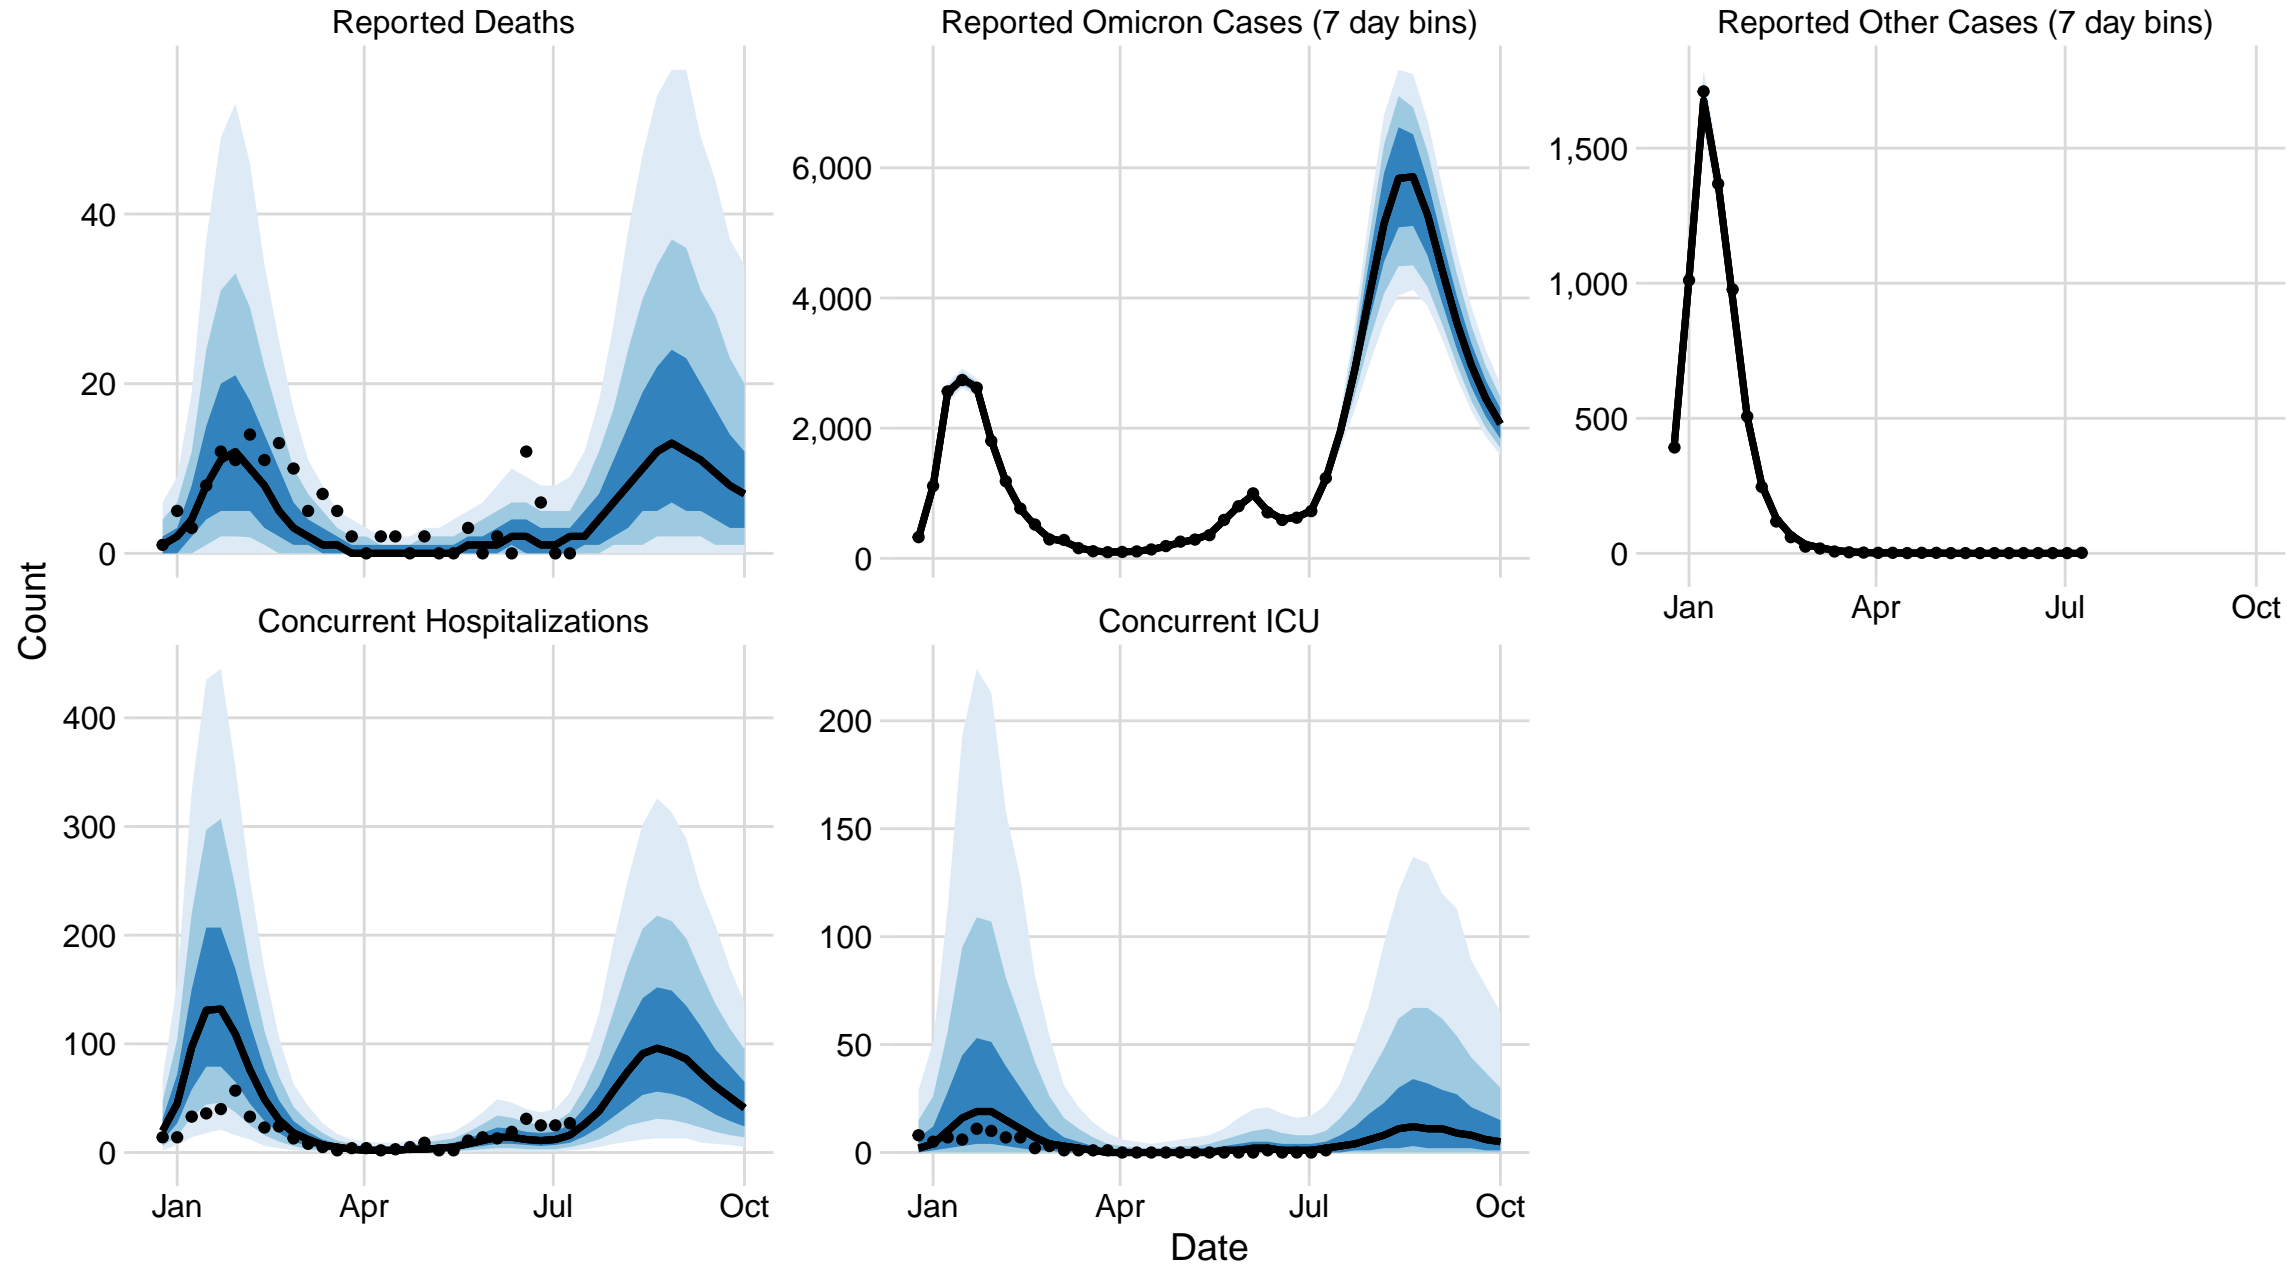 Reported Deaths
Reported Omicron Cases (7 day bins)
Reported Other Cases (7 day bins)
40
20
0
6,000
4,000
2,000
0
1,500
1,000
500
0
Jan
Apr
Jul
Oct
Count
Concurrent Hospitalizations
Concurrent ICU
400
300
200
100
0
200
150
100
50
0
Jan
Apr
Jul
Oct
Jan
Apr
Jul
Oct
Date